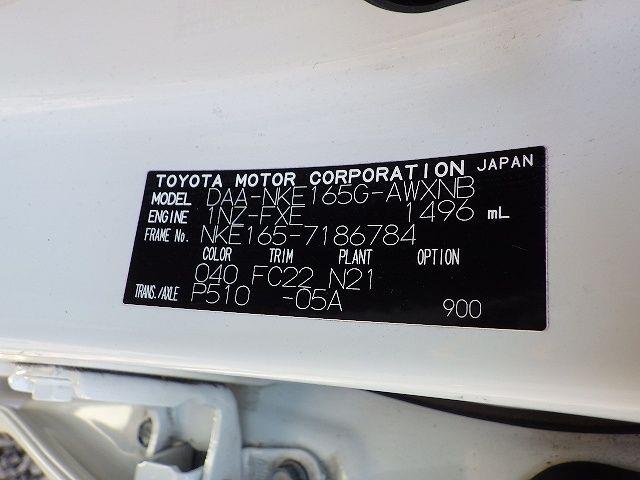 TOYOTA MOTOR CORPORATION JAPAN
MODEL DAA-NKE165G-AWXNB
ENGINE 1NZ-FXE 1496 mL
FRAME No. NKE165-7186784
COLOR TRIM PLANT OPTION
040 FC22 N21
TRANS./AXLE P510 -05A 900